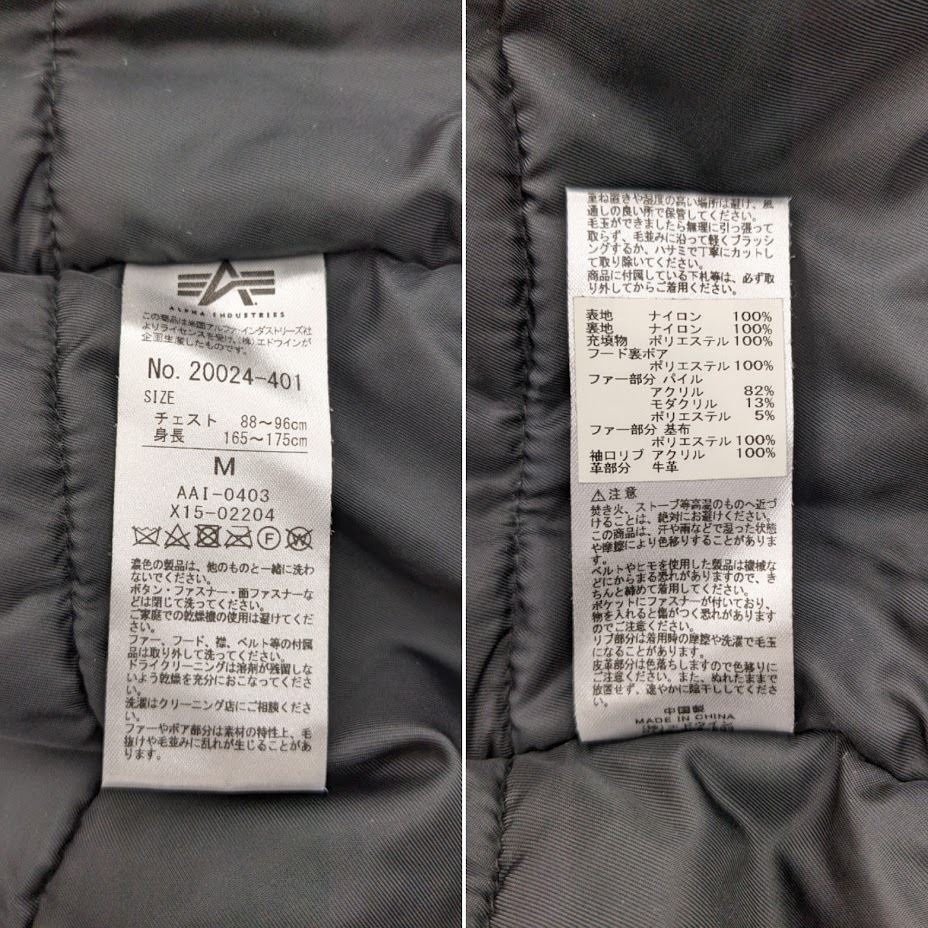 ALPHA INDUSTRIES
この商品は米国アルファ・インダストリーズ社
よりライセンスを受け、(株)エドウインが
企画生産したものです。
No. 20024-401
SIZE
チェスト 88～96cm
身長 165～175cm
M
AAI-0403
X15-02204
濃色の製品は、他のものと一緒に洗わ
ないでください。
ボタン・ファスナー・面ファスナーな
どは閉じて洗ってください。
ご家庭での乾燥機の使用は避けてくだ
さい。
ファー、フード、襟、ベルト等の付属
品は取り外して洗ってください。
ドライクリーニングは溶剤が残留しな
いよう乾燥を充分におこなってくださ
い。
洗濯はクリーニング店にご相談くださ
い。
ファーやボア部分は素材の特性上、毛
抜けや毛並みに乱れが生じることがあ
ります。
重ね置きや湿度の高い場所は避け、風
通しの良い所で保管してください。
毛玉ができましたら無理に引っ張って
取らず、毛並みに沿って軽くブラッシ
ングするか、ハサミで丁寧にカットし
て取り除いてください。
商品に付属している下札等は、必ず取
り外してからご着用ください。
表地 ナイロン 100%
裏地 ナイロン 100%
充填物 ポリエステル 100%
フード裏ボア
ポリエステル 100%
ファー部分 パイル
アクリル 82%
モダクリル 13%
ポリエステル 5%
ファー部分 基布
ポリエステル 100%
袖口リブ アクリル 100%
革部分 牛革
⚠注意
焚き火、ストーブ等高温のものへ近づ
けることは、絶対にお避けください。
この商品は、汗や雨などで湿った状態
や摩擦により色移りすることがありま
す。
ベルトやヒモを使用した製品は機械な
どにからまる恐れがありますので、き
ちんと締めて着用してください。
ポケットにファスナーが付いており、
物を入れると傷がつく恐れがあります
のでご注意ください。
リブ部分は着用時の摩擦や洗濯で毛玉
になることがあります。
皮革部分は色落ちしますので色移りに
ご注意ください。また、ぬれたままで
放置せず、速やかに陰干ししてくださ
い。
中国製
MADE IN CHINA